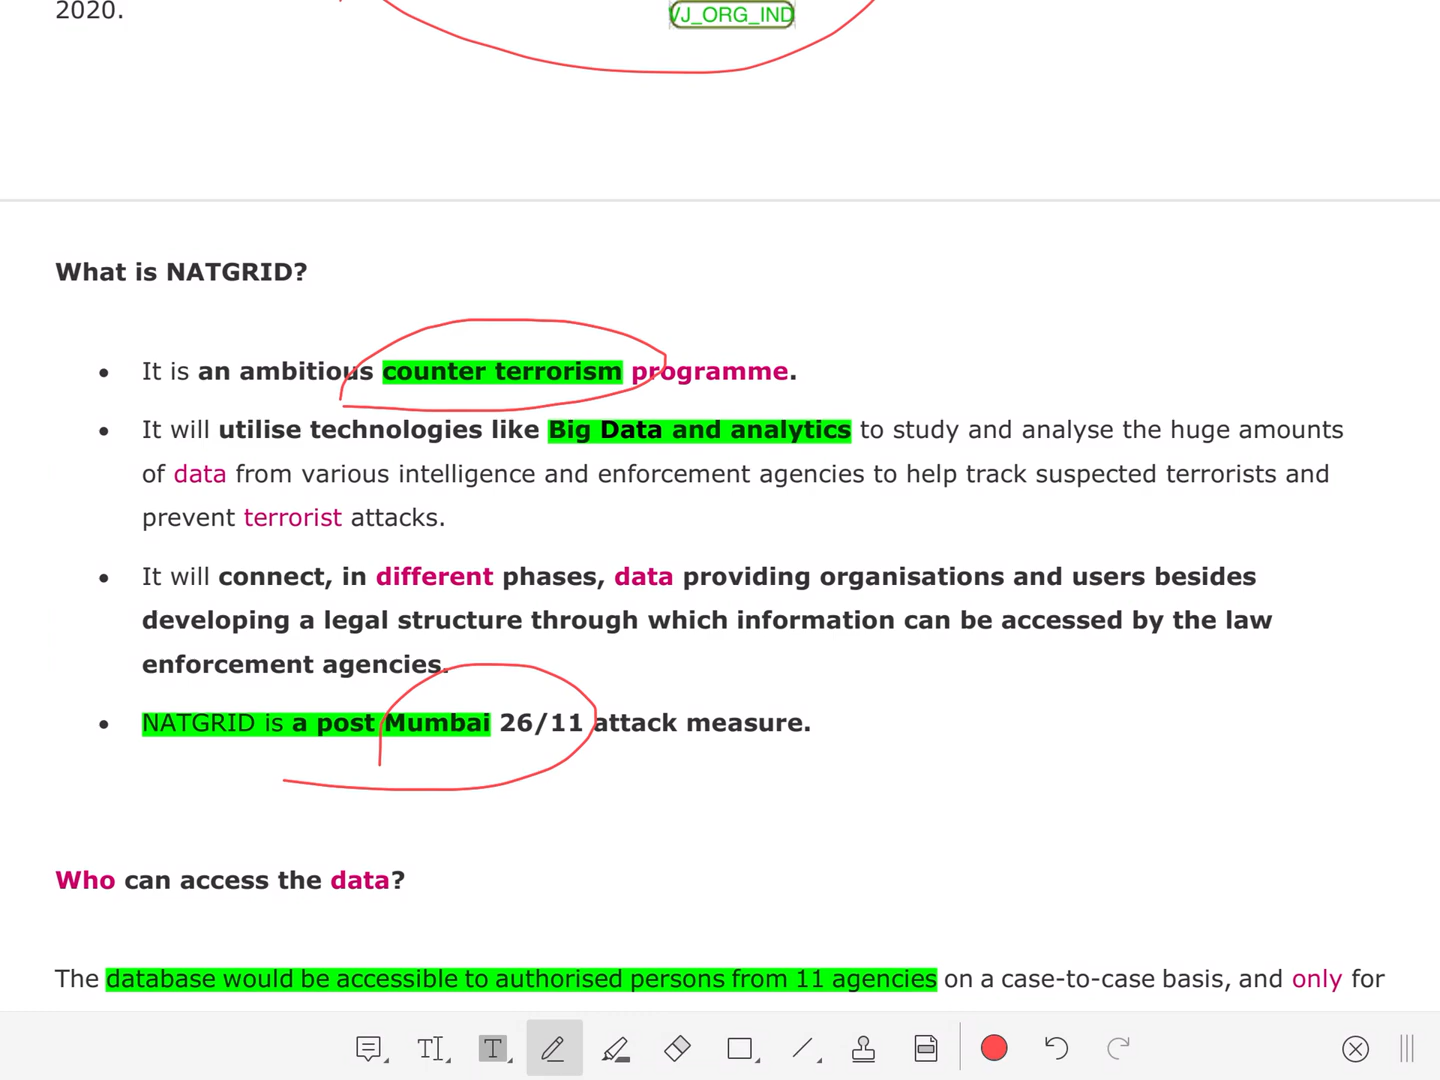 2020.
VJ_ORG_IND
What is NATGRID?
• It is an ambitious counter terrorism programme.
• It will utilise technologies like Big Data and analytics to study and analyse the huge amounts
of data from various intelligence and enforcement agencies to help track suspected terrorists and
prevent terrorist attacks.
• It will connect, in different phases, data providing organisations and users besides
developing a legal structure through which information can be accessed by the law
enforcement agencies.
• NATGRID is a post Mumbai 26/11 attack measure.
Who can access the data?
The database would be accessible to authorised persons from 11 agencies on a case-to-case basis, and only for